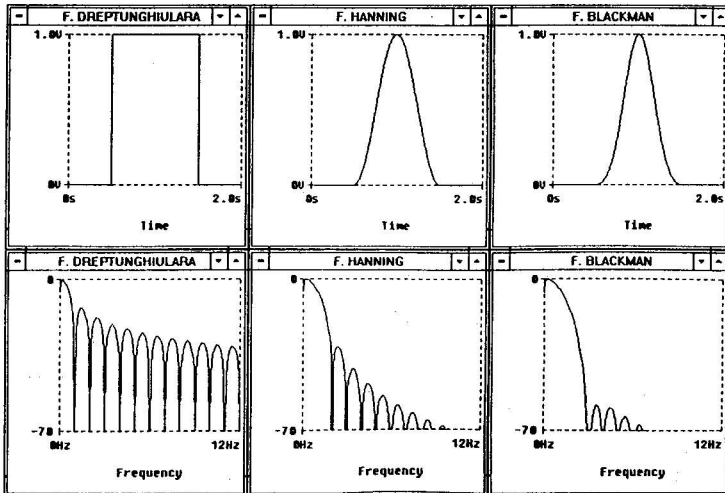 F. DREPTUNGHIULARA
1.0V
0V
0s
2.0s
Time
F. HANNING
1.0V
0V
0s
2.0s
Time
F. BLACKMAN
1.0V
0V
0s
2.0s
Time
F. DREPTUNGHIULARA
0
-70
0Hz
12Hz
Frequency
F. HANNING
0
-70
0Hz
12Hz
Frequency
F. BLACKMAN
0
-70
0Hz
12Hz
Frequency